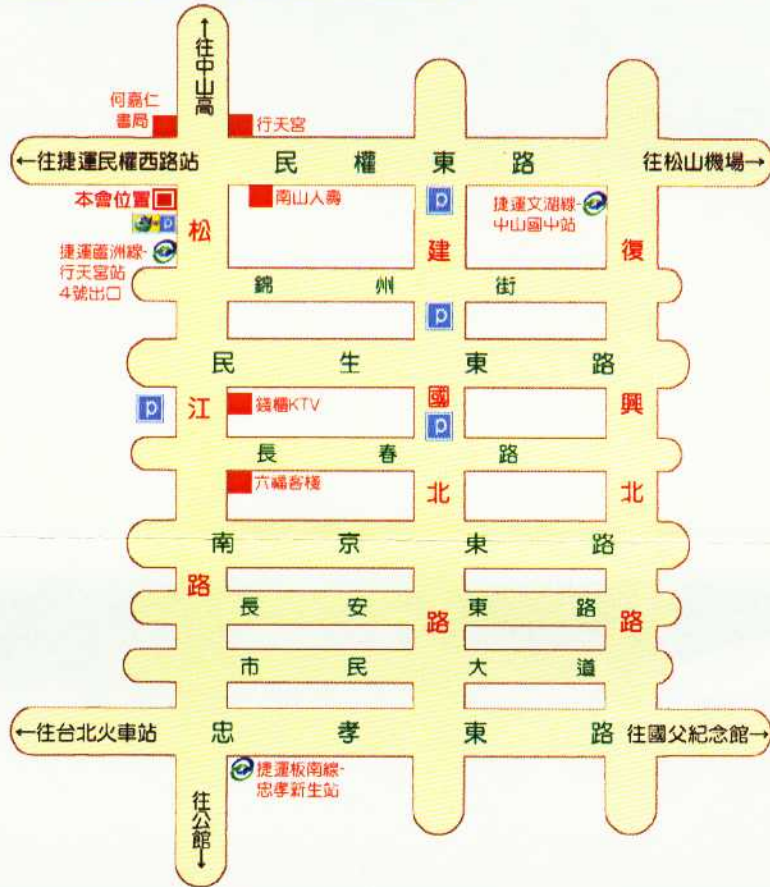 往中山高→
何嘉仁
書局
行天宮
←往捷運民權西路站
民權東路
往松山機場→
本會位置
南山人壽
P
P
捷運文湖線-
中山國中站
捷運蘆洲線-
行天宮站
4號出口
錦州街
P
民生東路
P
錢櫃KTV
P
長春路
六福客棧
南京東路
長安東路
市民大道
←往台北火車站
忠孝東路
往國父紀念館→
捷運板南線-
忠孝新生站
往公館→
松江路
建國北路
復興北路